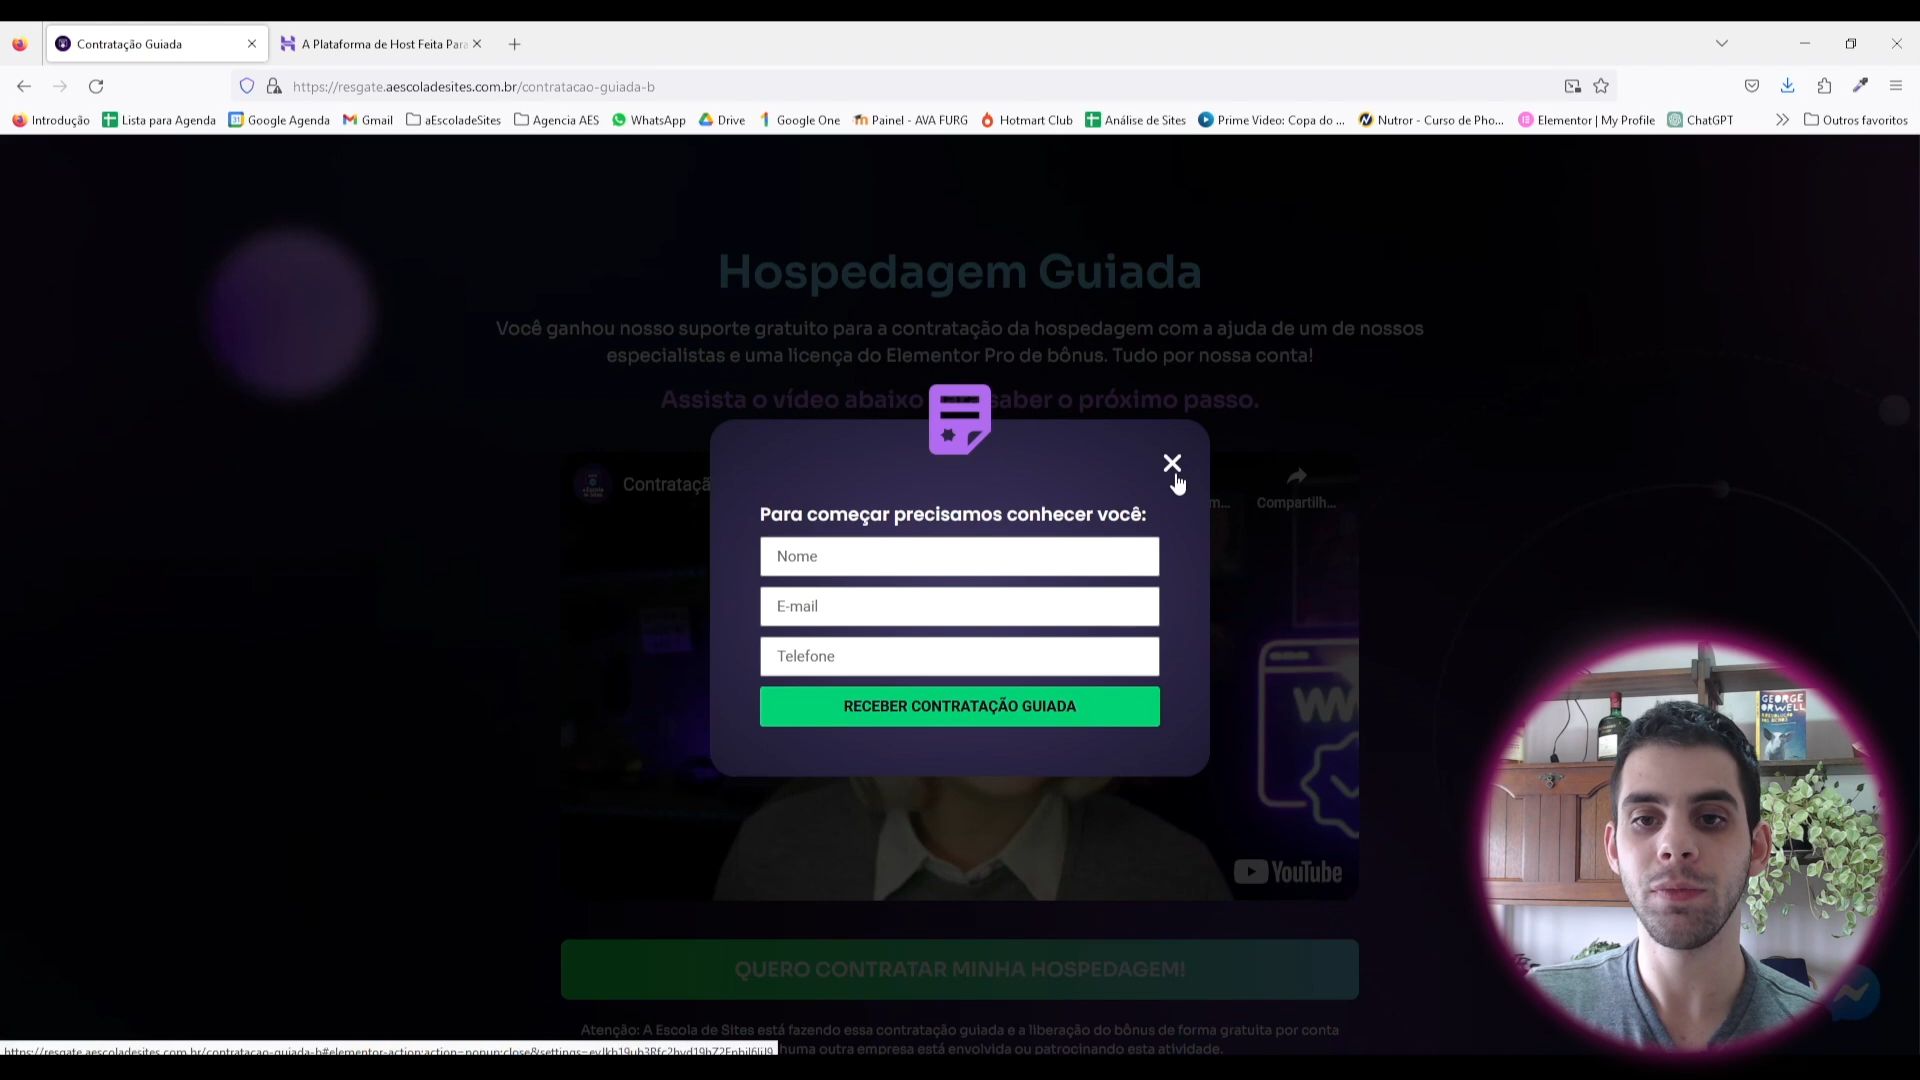 Contratação Guiada
A Plataforma de Host Feita Para
https://resgate.aescoladesites.com.br/contratacao-guiada-b
Introdução
Lista para Agenda
Google Agenda
Gmail
aEscoladeSites
Agencia AES
WhatsApp
Drive
Google One
Painel - AVA FURG
Hotmart Club
Análise de Sites
Prime Video: Copa do ...
Nutror - Curso de Pho...
Elementor | My Profile
ChatGPT
Outros favoritos
Hospedagem Guiada
Você ganhou nosso suporte gratuito para a contratação da hospedagem com a ajuda de um de nossos
especialistas e uma licença do Elementor Pro de bônus. Tudo por nossa conta!
Assista o vídeo abaixo saber o próximo passo.
Contrataçã
Compartilh...
Para começar precisamos conhecer você:
Nome
E-mail
Telefone
RECEBER CONTRATAÇÃO GUIADA
GEORGE
ORWELL
YouTube
QUERO CONTRATAR MINHA HOSPEDAGEM!
Atenção: A Escola de Sites está fazendo essa contratação guiada e a liberação do bônus de forma gratuita por conta
huma outra empresa está envolvida ou patrocinando esta atividade.